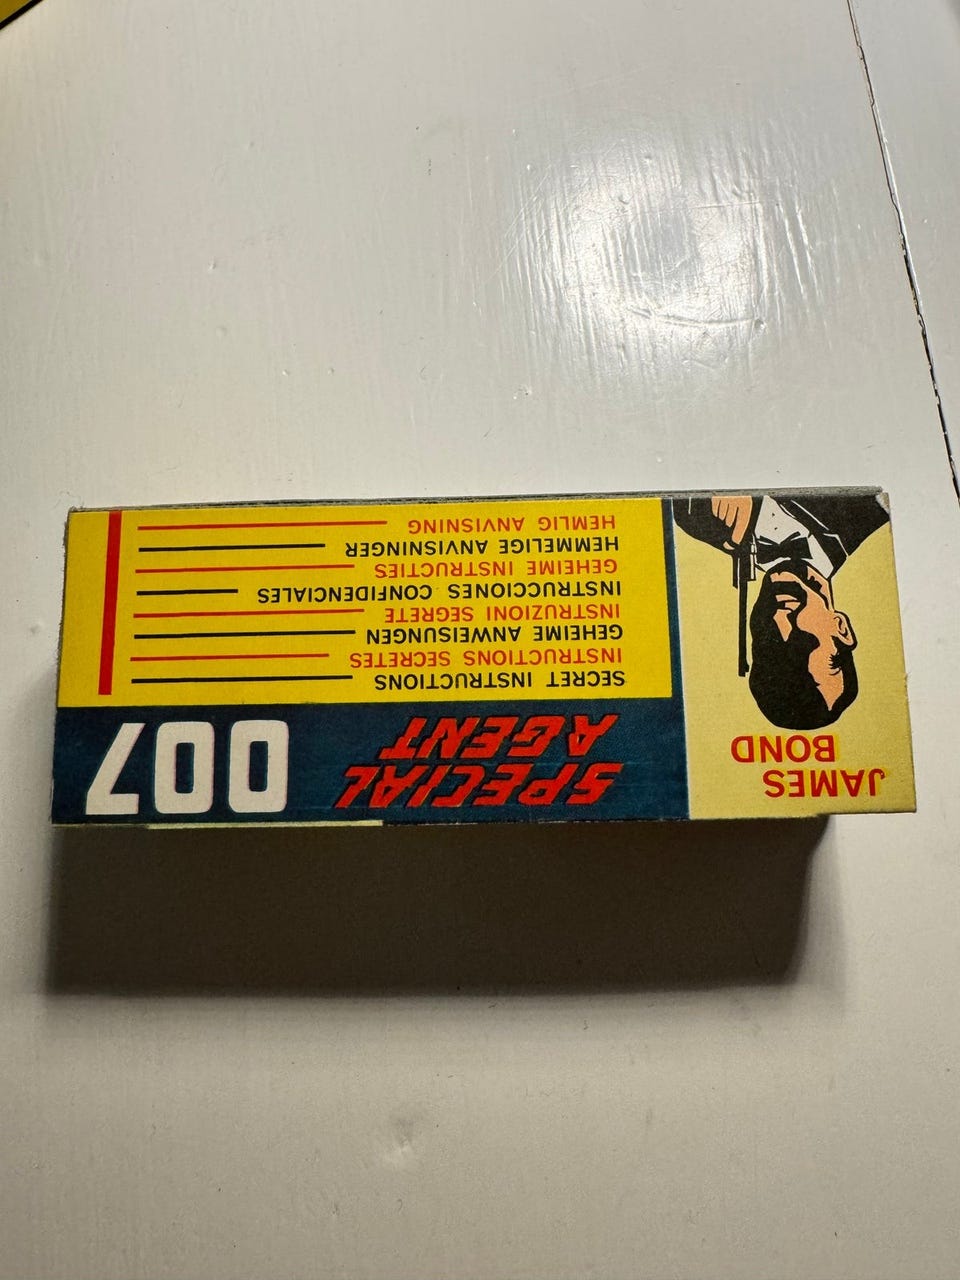 JAMES
BOND
SPECIAL
AGENT
007
SECRET INSTRUCTIONS
INSTRUCTIONS SECRETES
GEHEIME ANWEISUNGEN
INSTRUZIONI SEGRETE
INSTRUCCIONES CONFIDENCIALES
GEHEIME INSTRUCTIES
HEMMELIGE ANVISNINGER
HEMLIG ANVISNING